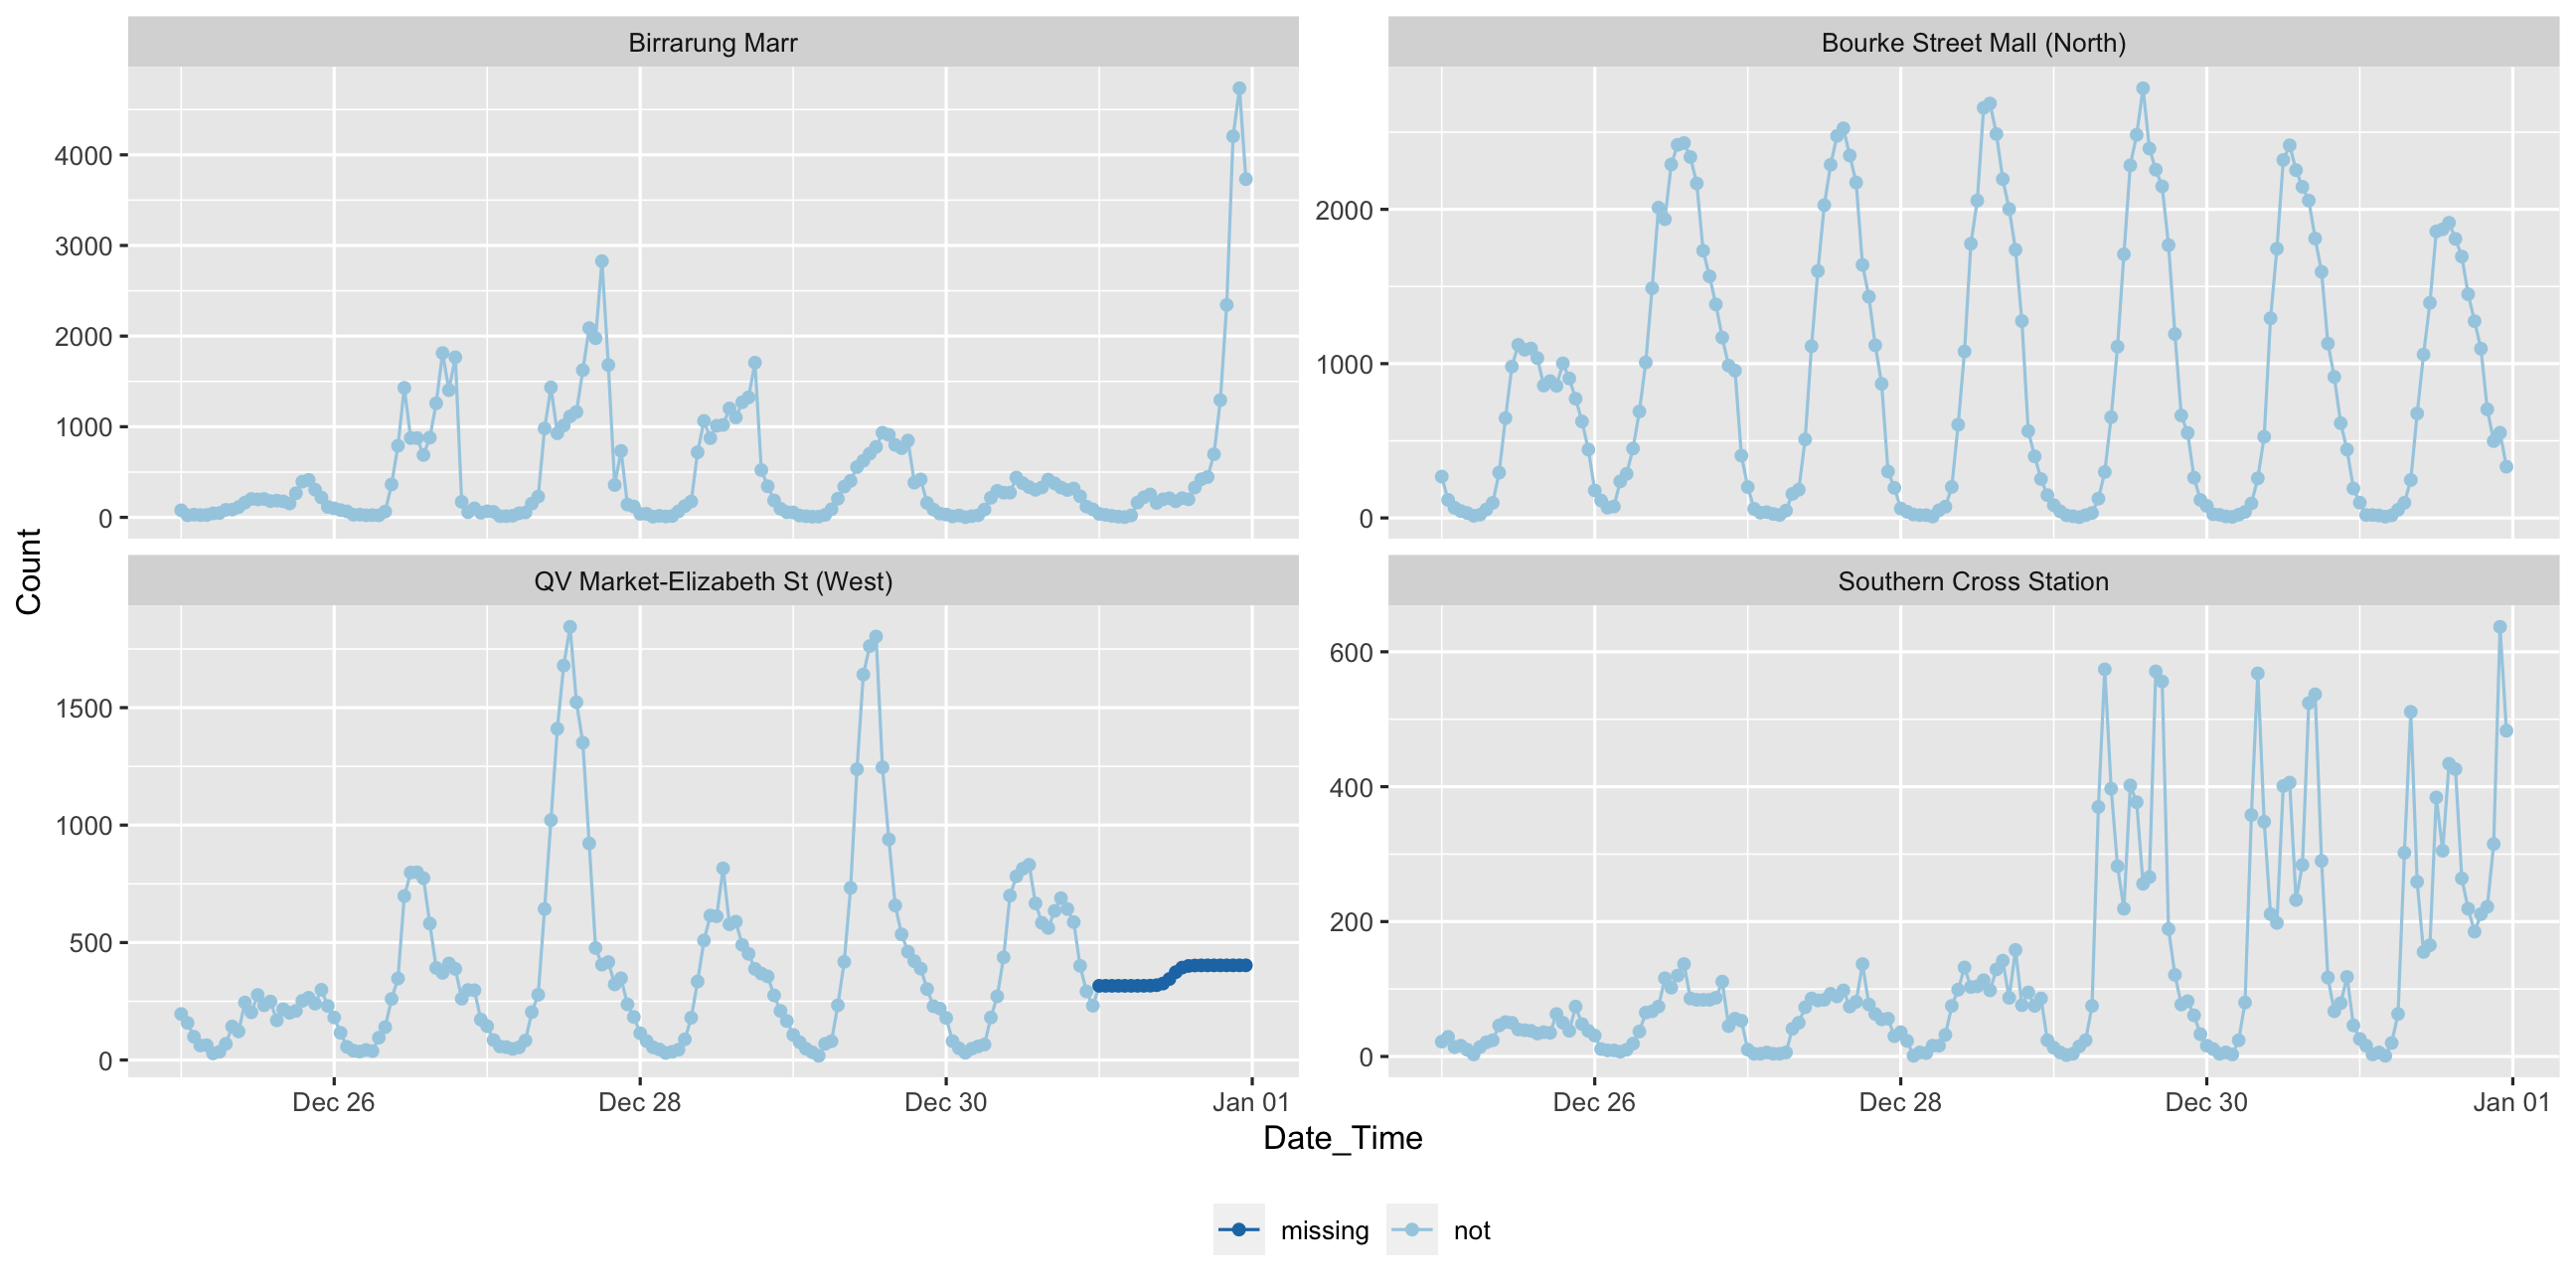 Birrarung Marr
Bourke Street Mall (North)
4000
3000
2000
1000
0
2000
1000
0
Count
QV Market-Elizabeth St (West)
Southern Cross Station
1500
1000
500
0
600
400
200
0
Dec 26
Dec 28
Dec 30
Jan 01
Dec 26
Dec 28
Dec 30
Jan 01
Date_Time
missing
not